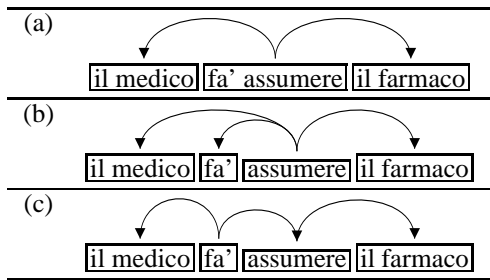 (a)
il medico fa’ assumere il farmaco
(b)
il medico fa’ assumere il farmaco
(c)
il medico fa’ assumere il farmaco